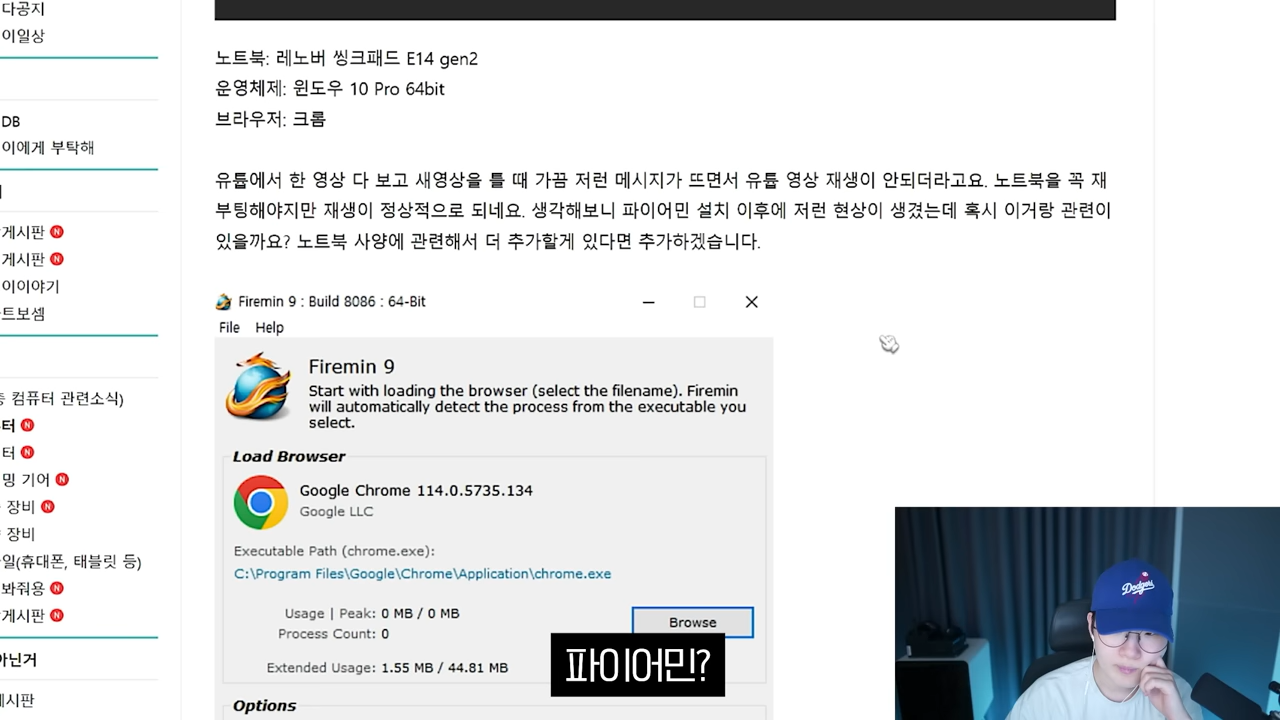 다공지
이일상
DB
이에게 부탁해
게시판 N
게시판 N
이이야기
트보셈
컴퓨터 관련소식)
터 N
터 N
밍 기어 N
장비 N
장비
일(휴대폰, 태블릿 등)
봐줘용 N
게시판 N
아닌거
게시판
노트북: 레노버 씽크패드 E14 gen2
운영체제: 윈도우 10 Pro 64bit
브라우저: 크롬
유튭에서 한 영상 다 보고 새영상을 틀 때 가끔 저런 메시지가 뜨면서 유튭 영상 재생이 안되더라고요. 노트북을 꼭 재
부팅해야지만 재생이 정상적으로 되네요. 생각해보니 파이어민 설치 이후에 저런 현상이 생겼는데 혹시 이거랑 관련이
있을까요? 노트북 사양에 관련해서 더 추가할게 있다면 추가하겠습니다.
Firemin 9 : Build 8086 : 64-Bit
File Help
Firemin 9
Start with loading the browser (select the filename). Firemin
will automatically detect the process from the executable you
select.
Load Browser
Google Chrome 114.0.5735.134
Google LLC
Executable Path (chrome.exe):
C:\Program Files\Google\Chrome\Application\chrome.exe
Usage | Peak: 0 MB / 0 MB
Process Count: 0
Browse
Extended Usage: 1.55 MB / 44.81 MB
Options
파이어민?
Dodgers